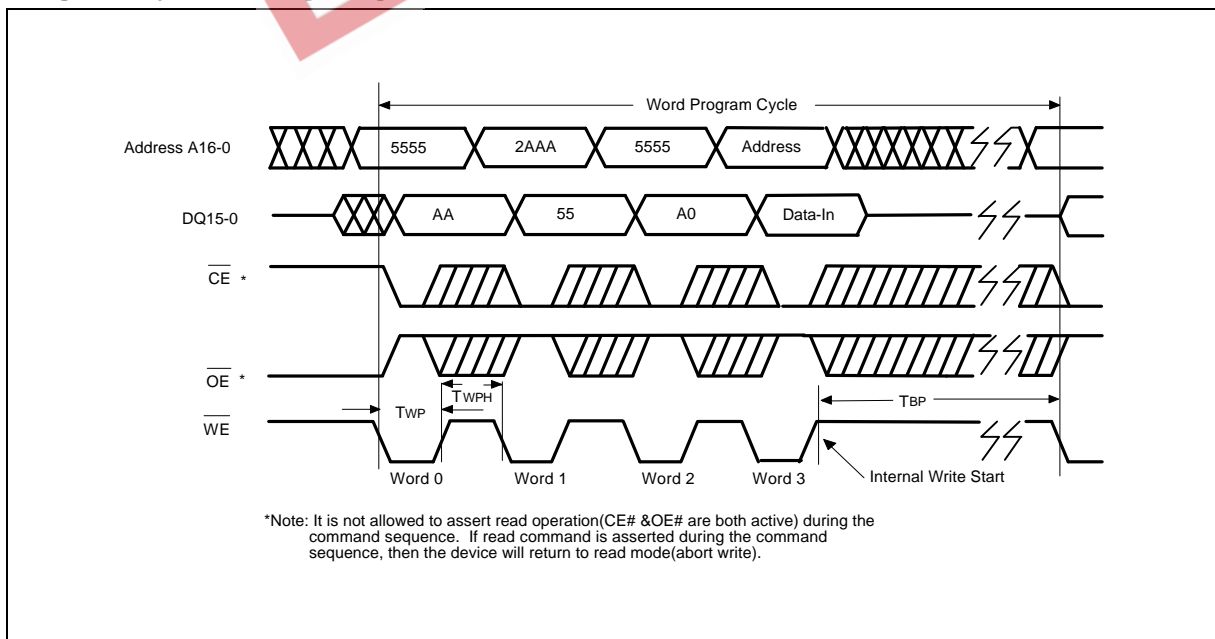 Word Program Cycle
Address A16-0
5555
2AAA
5555
Address
DQ15-0
AA
55
A0
Data-In
CE *
OE *
TWP
TWPH
TBP
WE
Word 0
Word 1
Word 2
Word 3
Internal Write Start
*Note: It is not allowed to assert read operation(CE# &OE# are both active) during the
command sequence. If read command is asserted during the command
sequence, then the device will return to read mode(abort write).